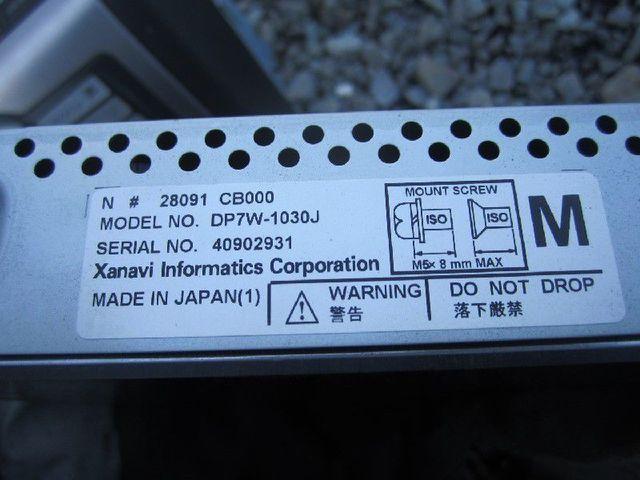 N # 28091 CB000
MODEL NO. DP7W-1030J
SERIAL NO. 40902931
Xanavi Informatics Corporation
MADE IN JAPAN(1)
MOUNT SCREW
ISO ISO
M5× 8 mm MAX
M
WARNING
警告
DO NOT DROP
落下厳禁